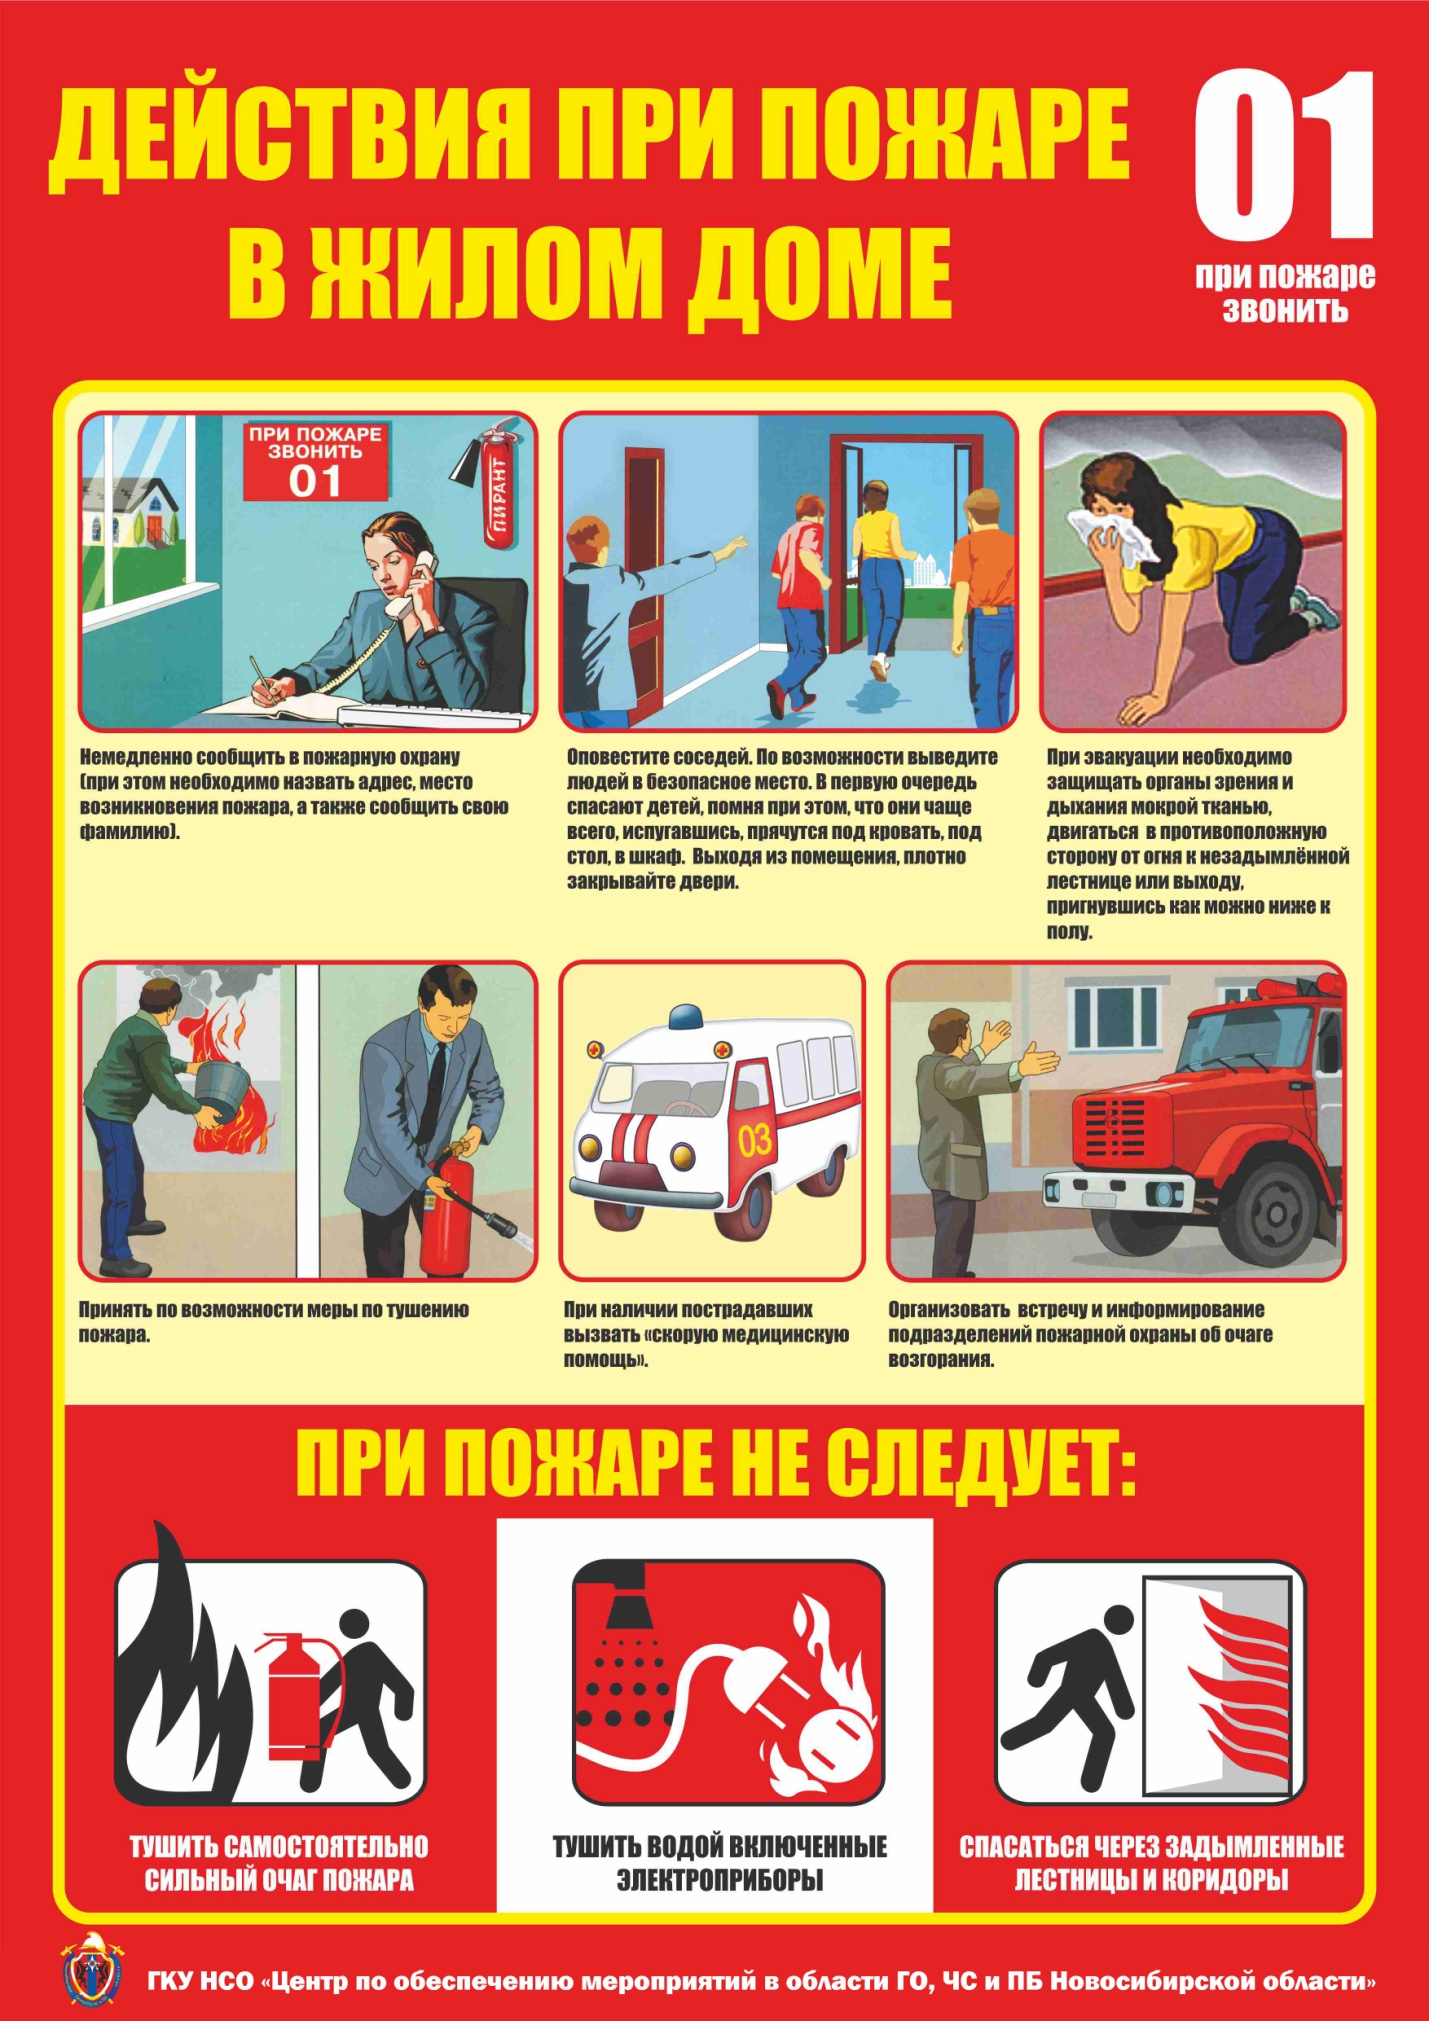 ДЕЙСТВИЯ ПРИ ПОЖАРЕ
В ЖИЛОМ ДОМЕ
01
при пожаре
звонить
ПРИ ПОЖАРЕ
ЗВОНИТЬ
01
ПИРАНТ
Немедленно сообщить в пожарную охрану
(при этом необходимо назвать адрес, место
возникновения пожара, а также сообщить свою
фамилию).
Оповестите соседей. По возможности выведите
людей в безопасное место. В первую очередь
спасают детей, помня при этом, что они чаще
всего, испугавшись, прячутся под кровать, под
стол, в шкаф. Выходя из помещения, плотно
закрывайте двери.
При эвакуации необходимо
защищать органы зрения и
дыхания мокрой тканью,
двигаться в противоположную
сторону от огня к незадымлённой
лестнице или выходу,
пригнувшись как можно ниже к
полу.
03
Принять по возможности меры по тушению
пожара.
При наличии пострадавших
вызвать «скорую медицинскую
помощь».
Организовать встречу и информирование
подразделений пожарной охраны об очаге
возгорания.
ПРИ ПОЖАРЕ НЕ СЛЕДУЕТ:
ТУШИТЬ САМОСТОЯТЕЛЬНО
СИЛЬНЫЙ ОЧАГ ПОЖАРА
ТУШИТЬ ВОДОЙ ВКЛЮЧЕННЫЕ
ЭЛЕКТРОПРИБОРЫ
СПАСАТЬСЯ ЧЕРЕЗ ЗАДЫМЛЕННЫЕ
ЛЕСТНИЦЫ И КОРИДОРЫ
ГКУ НСО «Центр по обеспечению мероприятий в области ГО, ЧС и ПБ Новосибирской области»